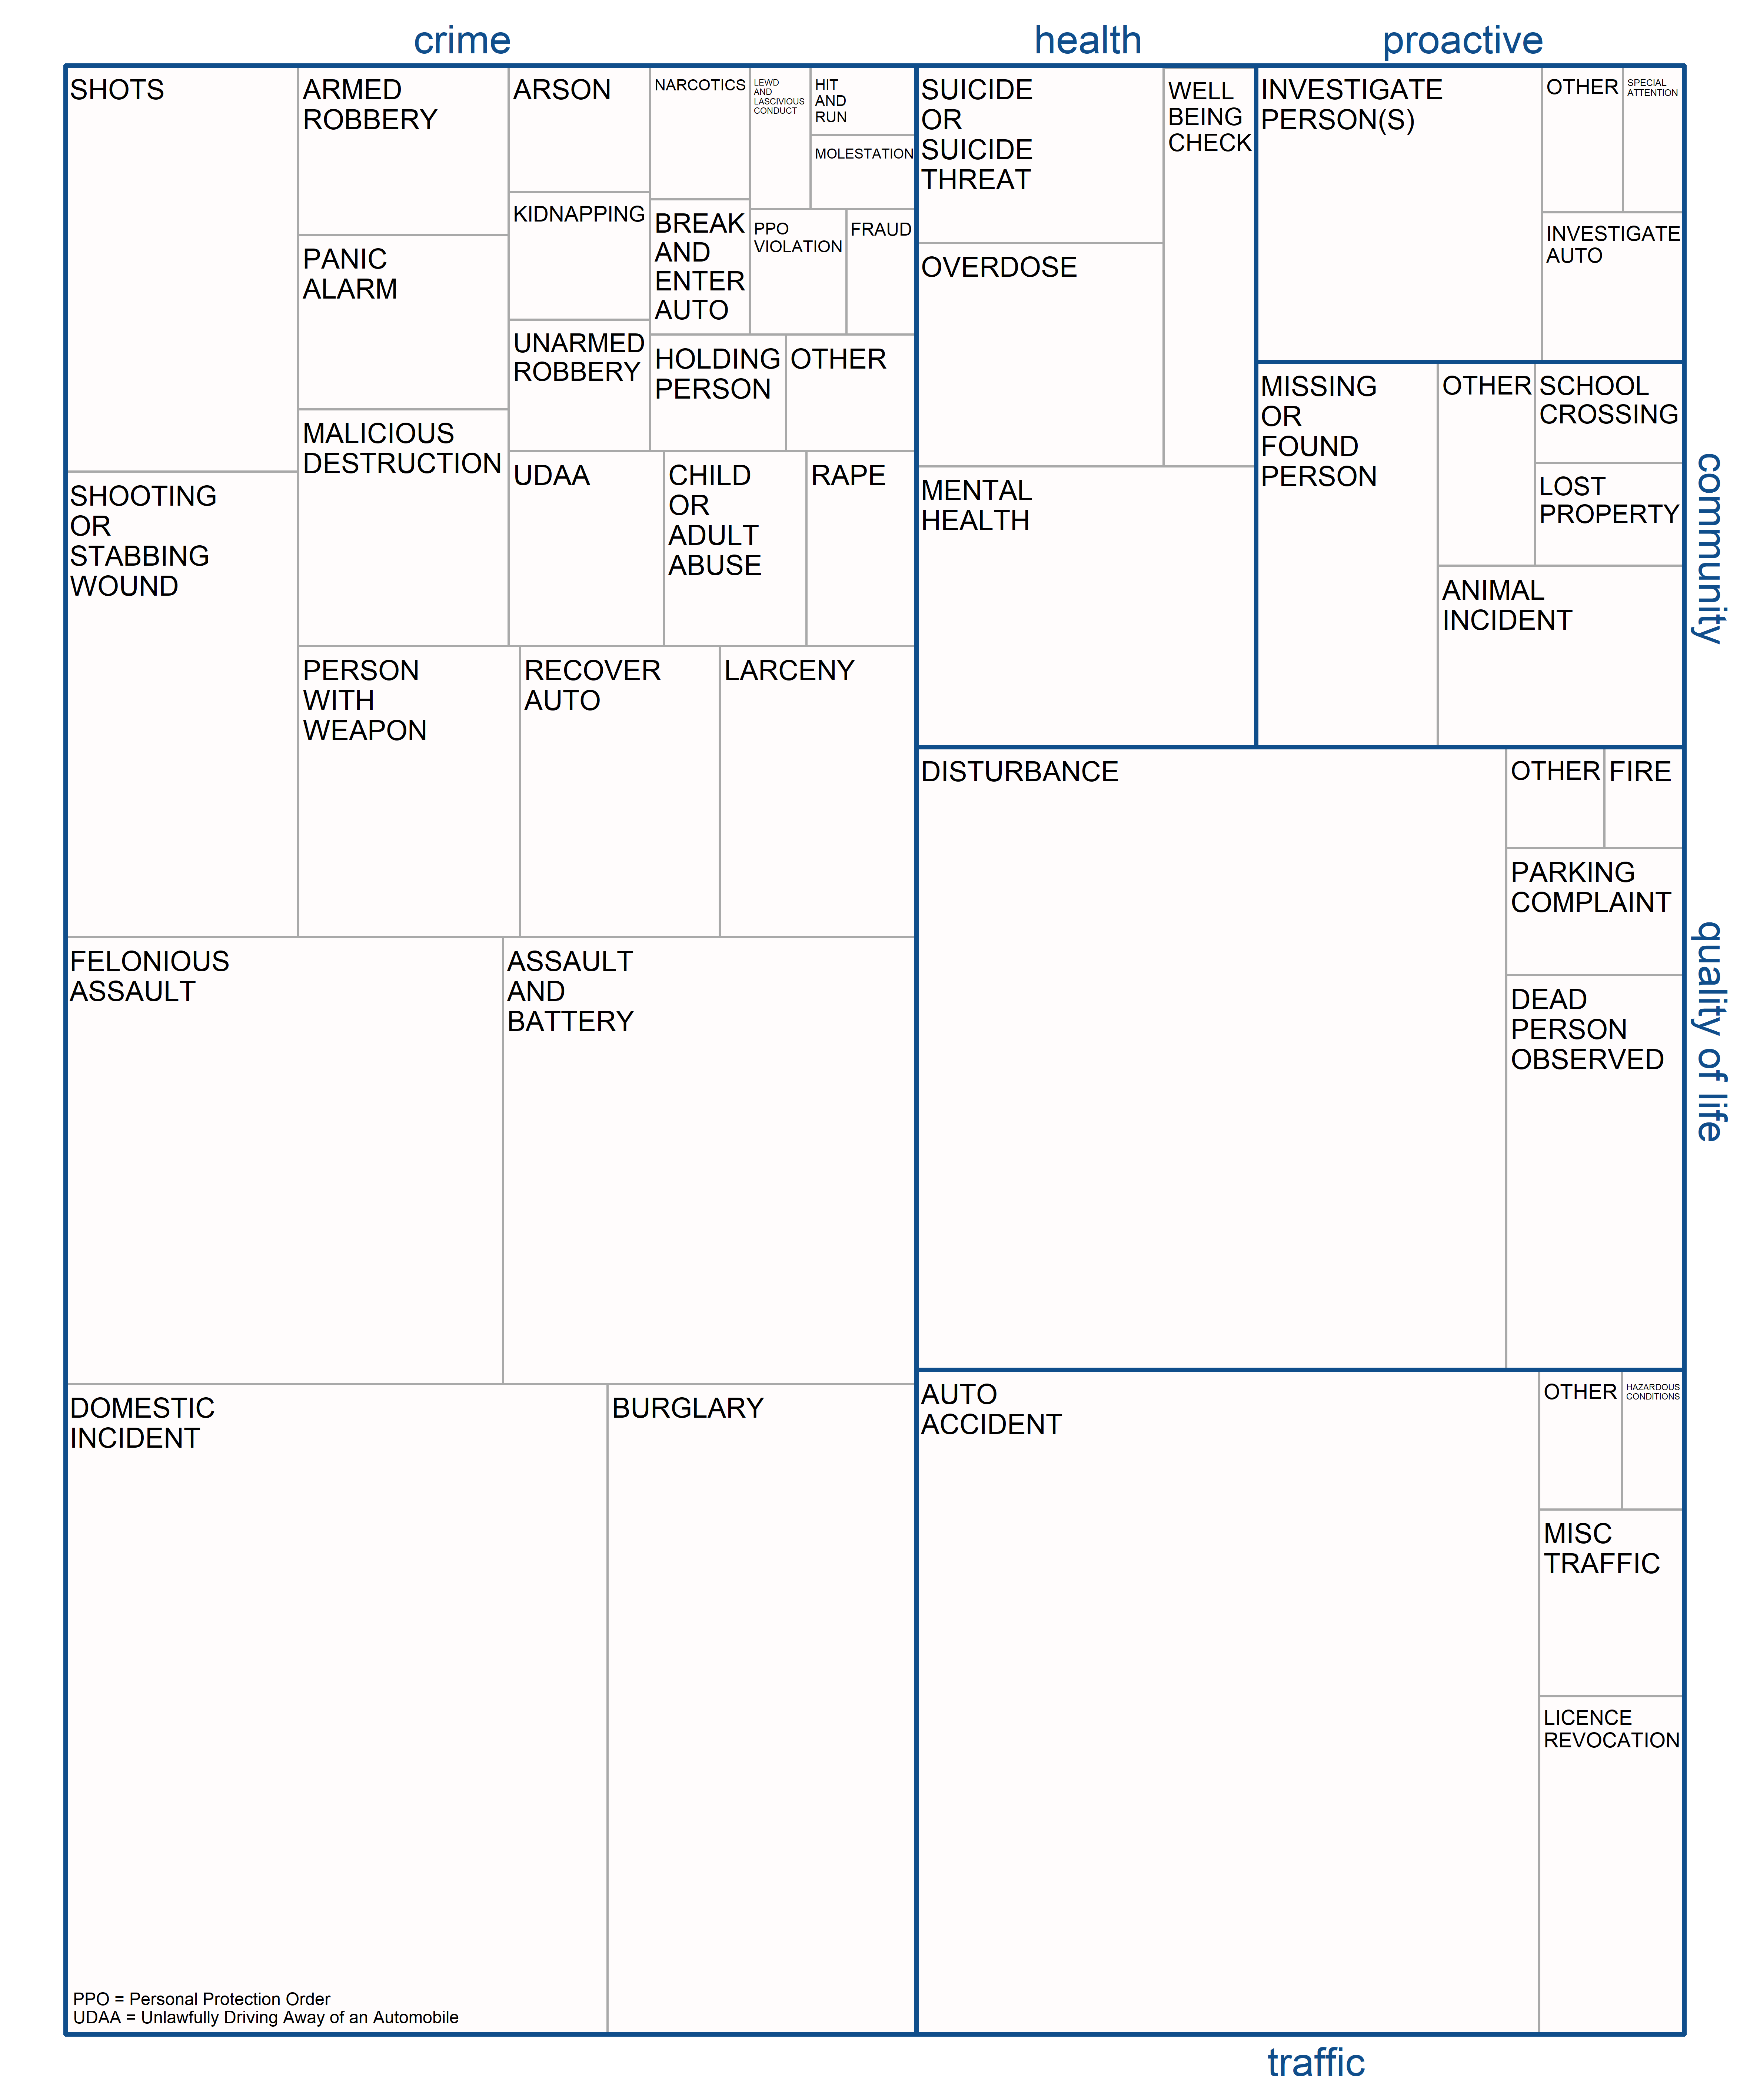 crime
health
proactive
SHOTS
ARMED
ROBBERY
ARSON
NARCOTICS
LEWD
AND
LASCIVIOUS
CONDUCT
HIT
AND
RUN
MOLESTATION
KIDNAPPING
BREAK
AND
ENTER
AUTO
PPO
VIOLATION
FRAUD
PANIC
ALARM
UNARMED
ROBBERY
HOLDING
PERSON
OTHER
MALICIOUS
DESTRUCTION
UDAA
CHILD
OR
ADULT
ABUSE
RAPE
SHOOTING
OR
STABBING
WOUND
PERSON
WITH
WEAPON
RECOVER
AUTO
LARCENY
FELONIOUS
ASSAULT
ASSAULT
AND
BATTERY
DOMESTIC
INCIDENT
BURGLARY
PPO = Personal Protection Order
UDAA = Unlawfully Driving Away of an Automobile
SUICIDE
OR
SUICIDE
THREAT
WELL
BEING
CHECK
OVERDOSE
MENTAL
HEALTH
INVESTIGATE
PERSON(S)
OTHER
SPECIAL
ATTENTION
INVESTIGATE
AUTO
MISSING
OR
FOUND
PERSON
OTHER
SCHOOL
CROSSING
LOST
PROPERTY
ANIMAL
INCIDENT
community
DISTURBANCE
OTHER
FIRE
PARKING
COMPLAINT
DEAD
PERSON
OBSERVED
quality of life
AUTO
ACCIDENT
OTHER
HAZARDOUS
CONDITIONS
MISC
TRAFFIC
LICENCE
REVOCATION
traffic